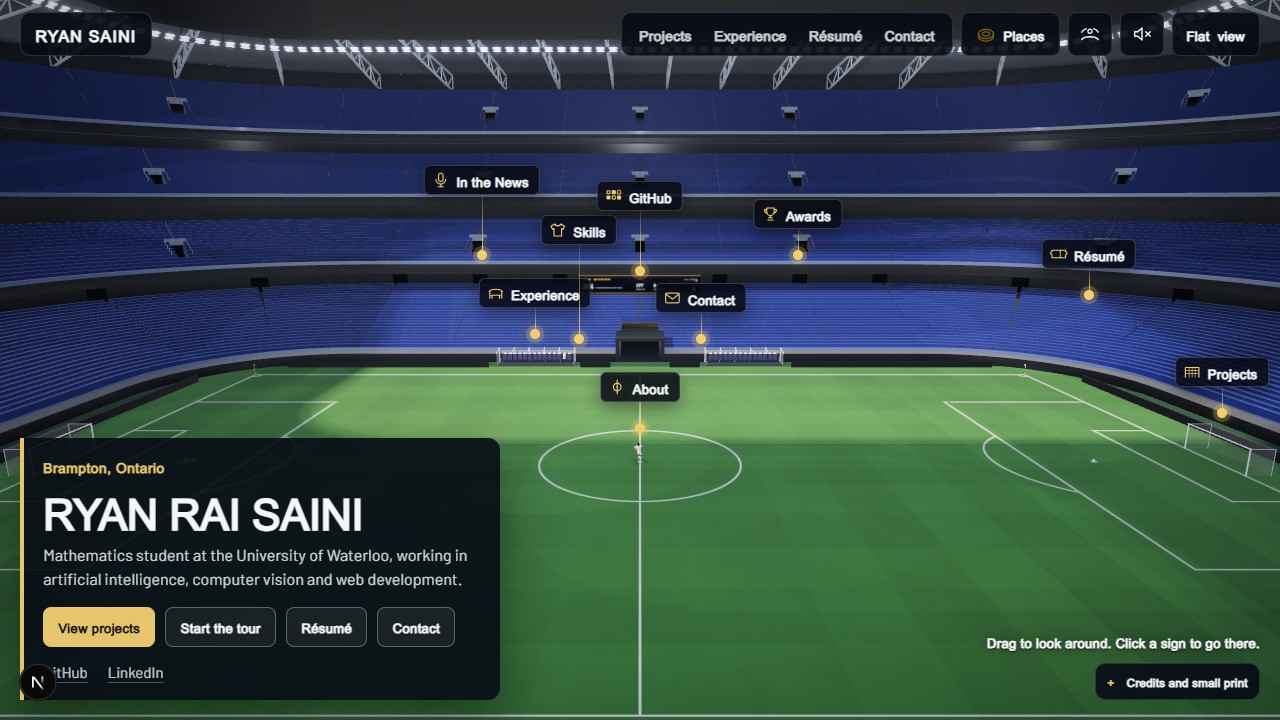 RYAN SAINI
Projects Experience Résumé Contact
Places
Flat view
In the News
GitHub
Awards
Skills
Résumé
Experience
Contact
Projects
About
Brampton, Ontario
RYAN RAI SAINI
Mathematics student at the University of Waterloo, working in
artificial intelligence, computer vision and web development.
View projects
Start the tour
Résumé
Contact
itHub LinkedIn
N
Drag to look around. Click a sign to go there.
+ Credits and small print